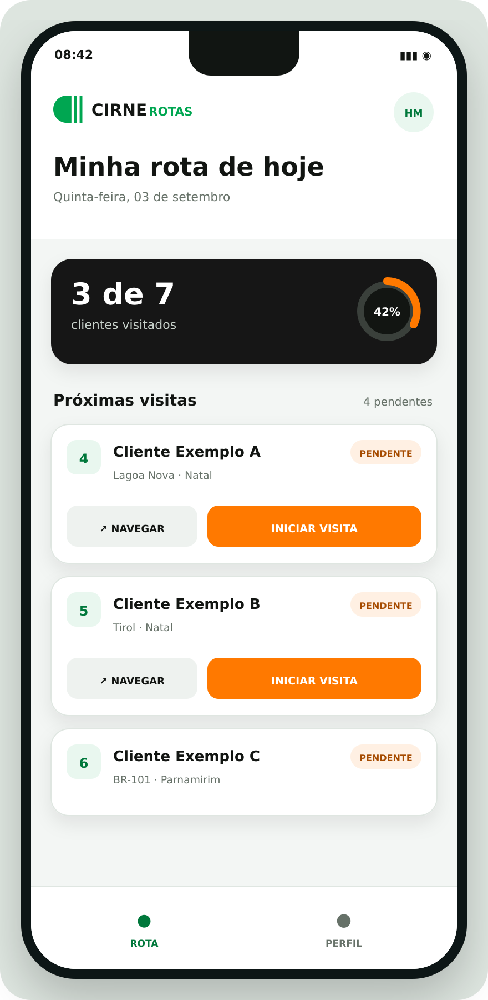 08:42
CIRNE ROTAS
HM
Minha rota de hoje
Quinta-feira, 03 de setembro
3 de 7
clientes visitados
42%
Próximas visitas
4 pendentes
4
Cliente Exemplo A
PENDENTE
Lagoa Nova · Natal
↗ NAVEGAR
INICIAR VISITA
5
Cliente Exemplo B
PENDENTE
Tirol · Natal
↗ NAVEGAR
INICIAR VISITA
6
Cliente Exemplo C
PENDENTE
BR-101 · Parnamirim
ROTA
PERFIL